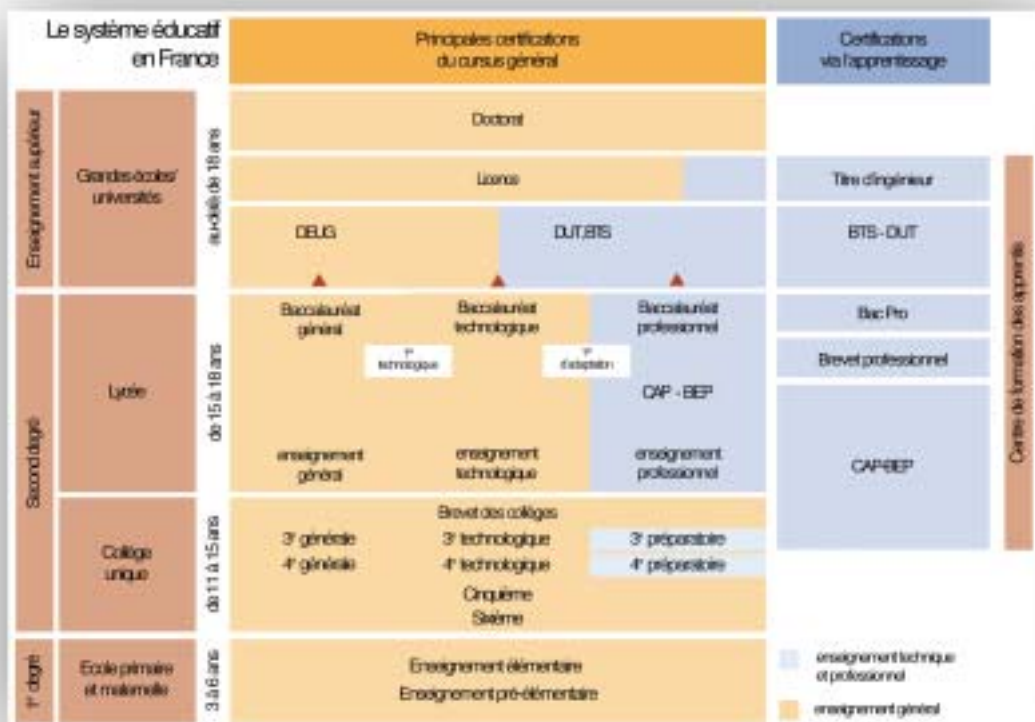 Le système éducatif
en France
Principales certifications
du cursus général
Certifications
via l'apprentissage
Enseignement supérieur
Grandes écoles/
universités
au-delà de 18 ans
Doctorat
Licence
Titre d'ingénieur
DEUG
DUT,BTS
BTS - DUT
Centre de formation des apprentis
Second degré
Lycée
de 15 à 18 ans
Baccalauréat
général
Baccalauréat
technologique
Baccalauréat
professionnel
Bac Pro
technologique
d'adaptation
Brevet professionnel
CAP - BEP
CAP-BEP
enseignement
général
enseignement
technologique
enseignement
professionnel
Collège
unique
de 11 à 15 ans
Brevet des collèges
3e générale
3e technologique
3e préparatoire
4e générale
4e technologique
4e préparatoire
Cinquième
Sixième
1er degré
Ecole primaire
et maternelle
3 à 6 ans
Enseignement élémentaire
Enseignement pré-élémentaire
enseignement technique
et professionnel
enseignement général